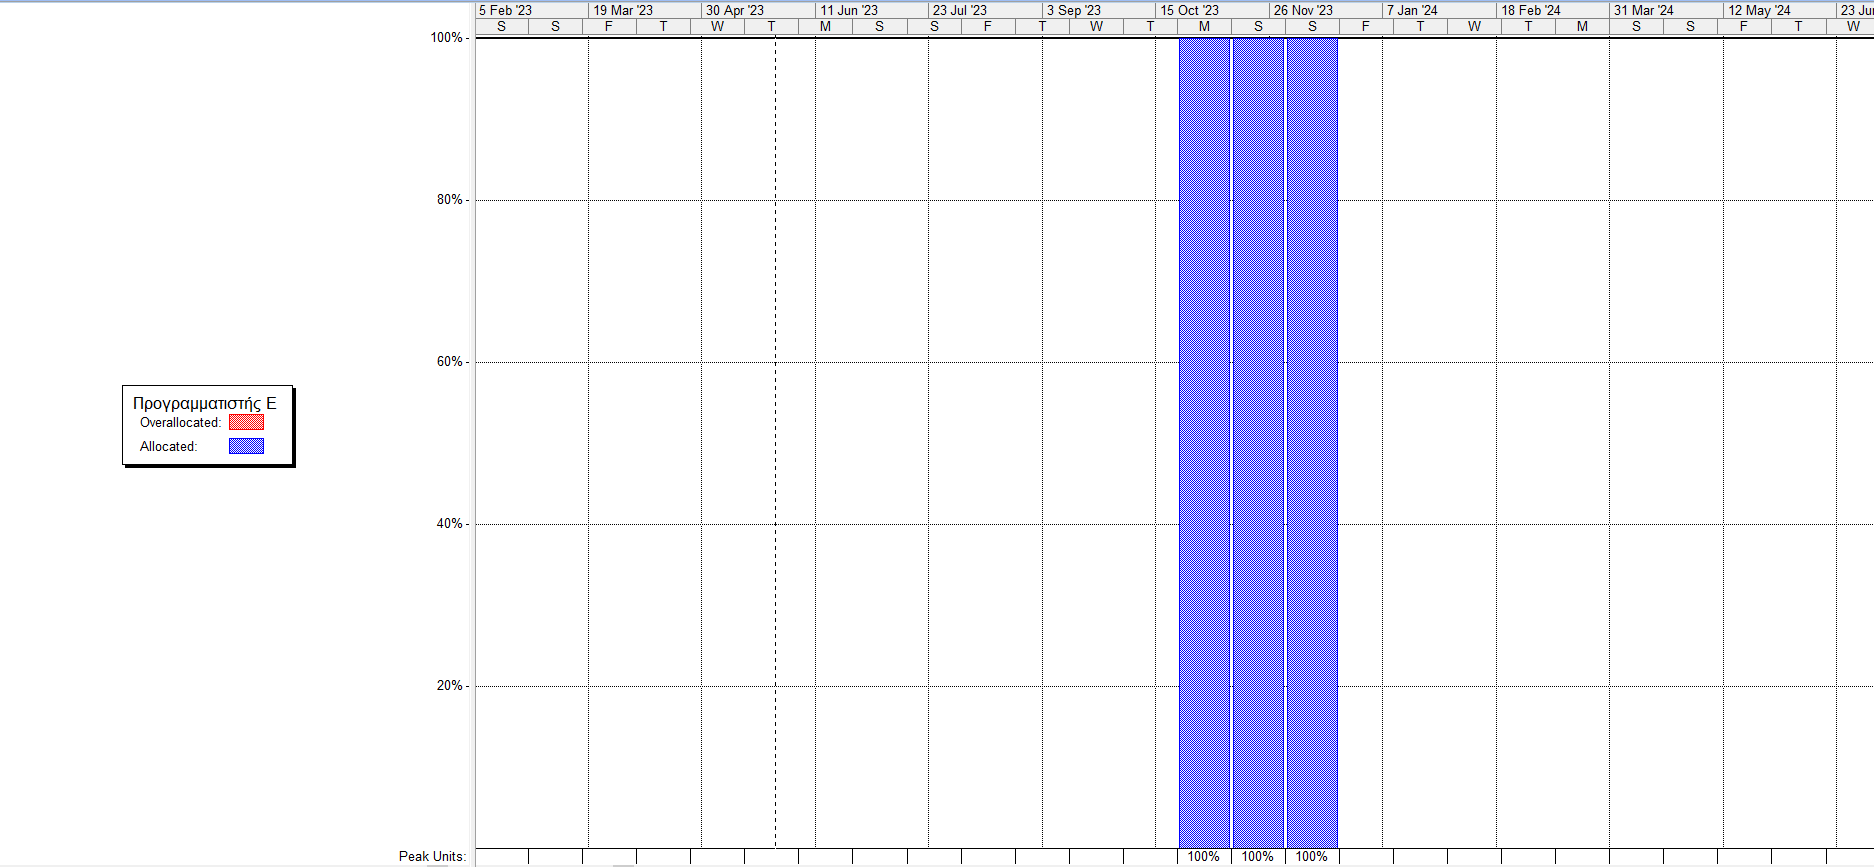 5 Feb '23 19 Mar '23 30 Apr '23 11 Jun '23 23 Jul '23 3 Sep '23 15 Oct '23 26 Nov '23 7 Jan '24 18 Feb '24 31 Mar '24 12 May '24 23 Ju
S S F T W T M S S F T W T M S S F T W T M S S F T W
100%
80%
60%
Προγραμματιστής Ε
Overallocated:
Allocated:
40%
20%
Peak Units: 100% 100% 100%